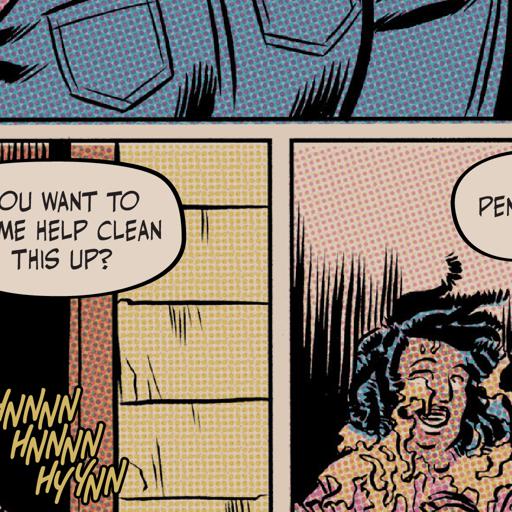 OU WANT TO
ME HELP CLEAN
THIS UP?
PEN
HNNNN
HNNNN
HYYNN